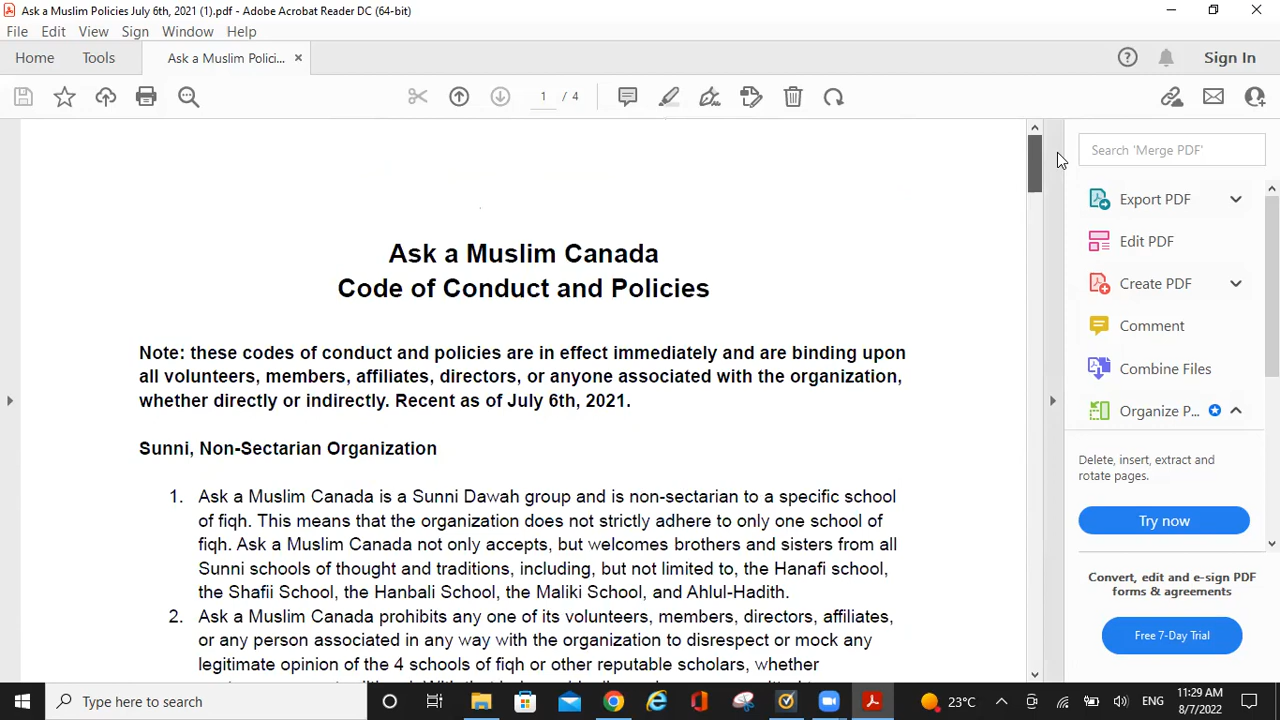 Ask a Muslim Policies July 6th, 2021 (1).pdf - Adobe Acrobat Reader DC (64-bit)
File Edit View Sign Window Help
Home Tools Ask a Muslim Polici... × Sign In
1 / 4
Search 'Merge PDF'
Export PDF
Edit PDF
Create PDF
Comment
Combine Files
Organize P...
Delete, insert, extract and
rotate pages.
Try now
Convert, edit and e-sign PDF
forms & agreements
Free 7-Day Trial
Ask a Muslim Canada
Code of Conduct and Policies
Note: these codes of conduct and policies are in effect immediately and are binding upon
all volunteers, members, affiliates, directors, or anyone associated with the organization,
whether directly or indirectly. Recent as of July 6th, 2021.
Sunni, Non-Sectarian Organization
1. Ask a Muslim Canada is a Sunni Dawah group and is non-sectarian to a specific school
of fiqh. This means that the organization does not strictly adhere to only one school of
fiqh. Ask a Muslim Canada not only accepts, but welcomes brothers and sisters from all
Sunni schools of thought and traditions, including, but not limited to, the Hanafi school,
the Shafii School, the Hanbali School, the Maliki School, and Ahlul-Hadith.
2. Ask a Muslim Canada prohibits any one of its volunteers, members, directors, affiliates,
or any person associated in any way with the organization to disrespect or mock any
legitimate opinion of the 4 schools of fiqh or other reputable scholars, whether
Type here to search
23°C
ENG
11:29 AM
8/7/2022